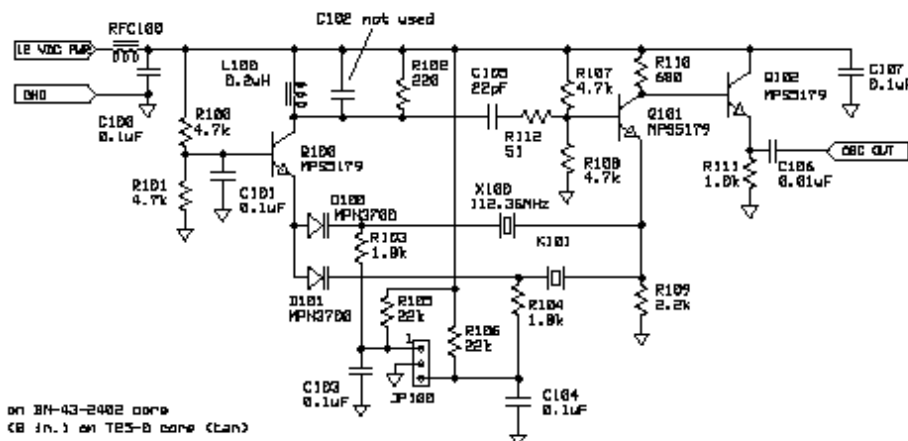 C102 not used
RFC100
12 VDC PWR
GND
C100
0.1uF
R100
4.7k
R101
4.7k
C101
0.1uF
L100
0.2uH
R102
220
Q100
MPS5179
C105
22pF
R112
51
R107
4.7k
R108
4.7k
R110
680
Q101
MPS5179
Q102
MPS5179
C107
0.1uF
OSC OUT
C106
0.01uF
R111
1.0k
D100
MPN3700
R103
1.8k
X100
112.36MHz
X101
D101
MPN3700
R105
22k
R106
22k
R104
1.8k
R109
2.2k
1
C103
0.1uF
JP100
C104
0.1uF
on BN-43-2402 core
(8 in.) on T25-0 core (tan)